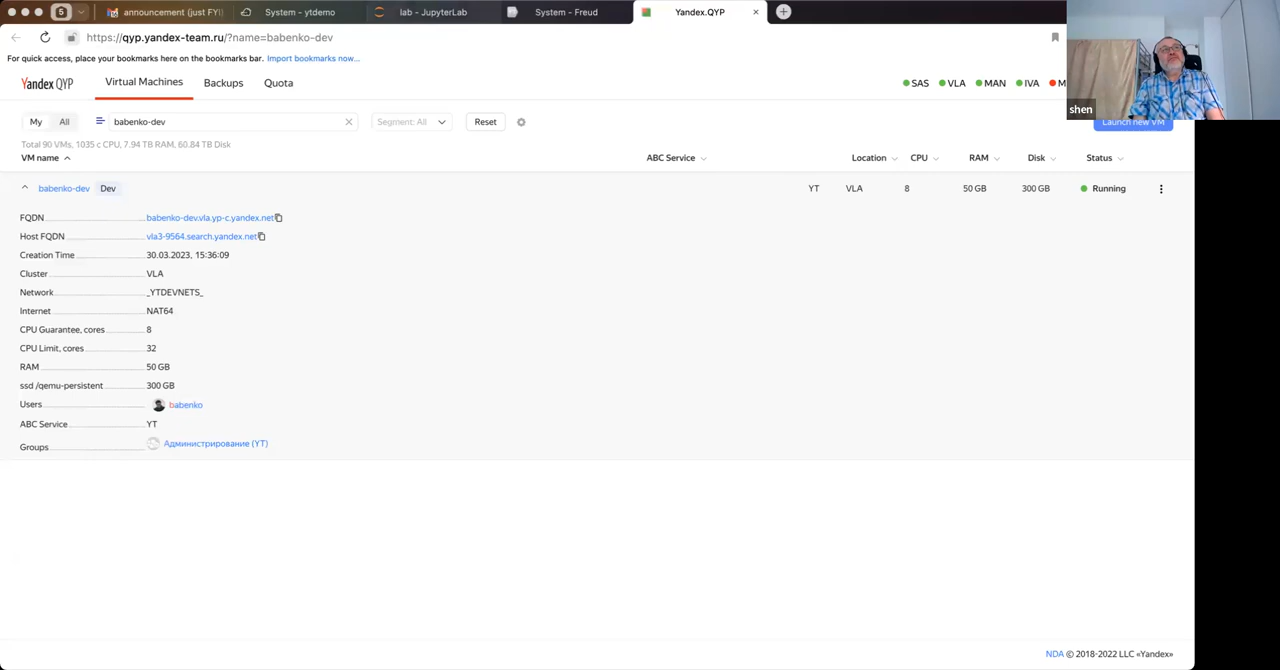 5 announcement (just FYI) System - ytdemo lab - JupyterLab System - Freud Yandex.QYP
https://qyp.yandex-team.ru/?name=babenko-dev
For quick access, place your bookmarks here on the bookmarks bar. Import bookmarks now...
Yandex QYP Virtual Machines Backups Quota SAS VLA MAN IVA M
shen
My All babenko-dev Segment: All Reset Launch new VM
Total 90 VMs, 1035 c CPU, 7.94 TB RAM, 60.84 TB Disk
VM name ABC Service Location CPU RAM Disk Status
babenko-dev Dev YT VLA 8 50 GB 300 GB Running
FQDN babenko-dev.vla.yp-c.yandex.net
Host FQDN vla3-9564.search.yandex.net
Creation Time 30.03.2023, 15:36:09
Cluster VLA
Network _YTDEVNETS_
Internet NAT64
CPU Guarantee, cores 8
CPU Limit, cores 32
RAM 50 GB
ssd /qemu-persistent 300 GB
Users babenko
ABC Service YT
Groups Администрирование (YT)
NDA © 2018-2022 LLC «Yandex»